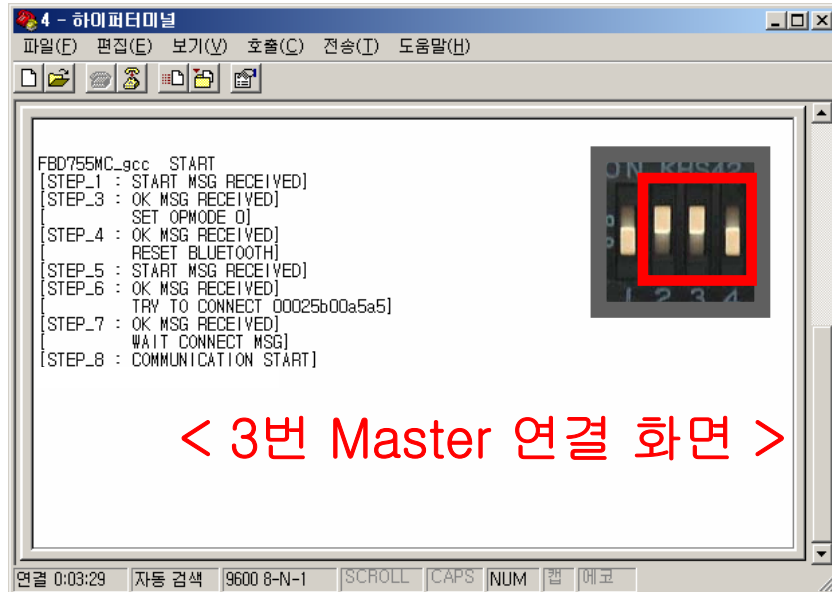 4 - 하이퍼터미널
파일(F) 편집(E) 보기(V) 호출(C) 전송(T) 도움말(H)
FBD755MC_gcc START
[STEP_1 : START MSG RECEIVED]
[STEP_3 : OK MSG RECEIVED]
[ SET OPMODE 0]
[STEP_4 : OK MSG RECEIVED]
[ RESET BLUETOOTH]
[STEP_5 : START MSG RECEIVED]
[STEP_6 : OK MSG RECEIVED]
[ TRY TO CONNECT 00025b00a5a5]
[STEP_7 : OK MSG RECEIVED]
[ WAIT CONNECT MSG]
[STEP_8 : COMMUNICATION START]
ON
1 2 3 4
< 3번 Master 연결 화면 >
연결 0:03:29 자동 검색 9600 8-N-1 SCROLL CAPS NUM 캡 에코